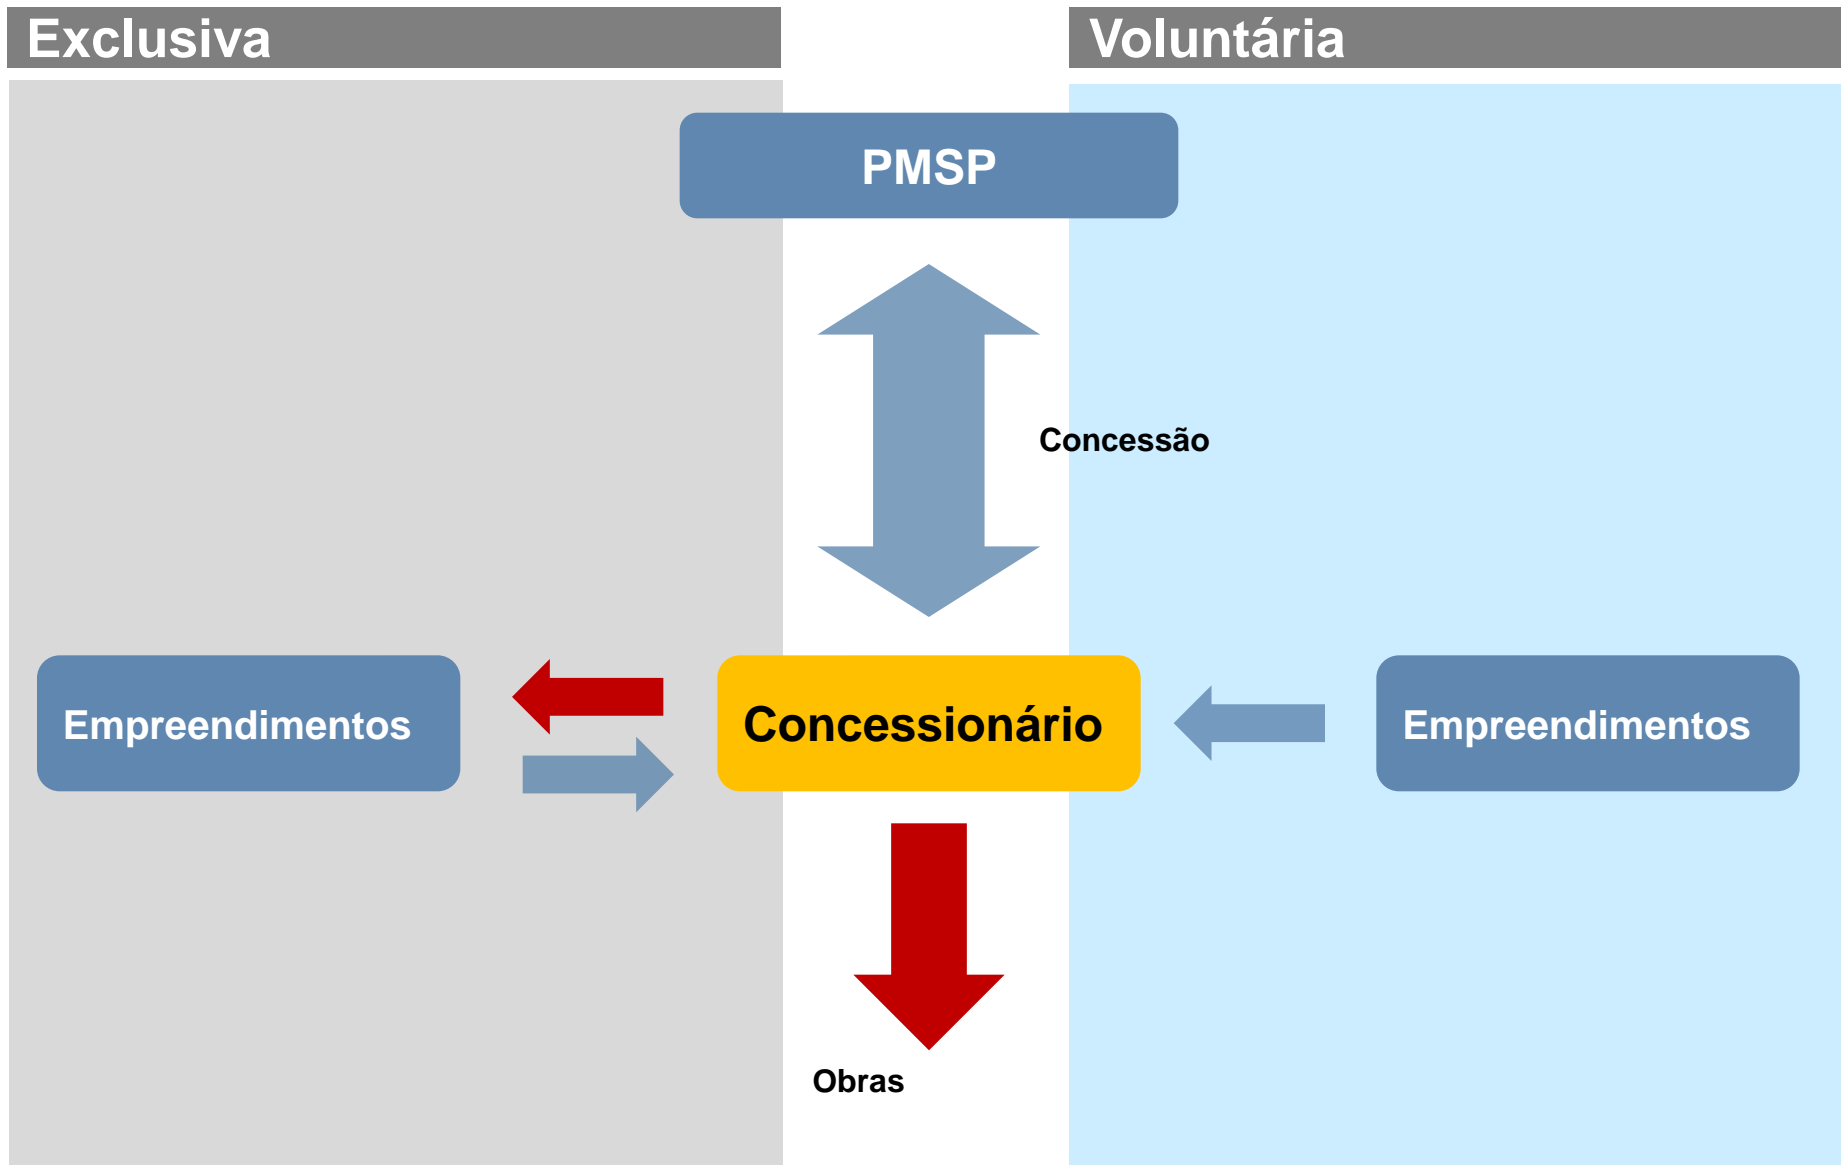 Exclusiva
Voluntária
PMSP
Concessão
Empreendimentos
Concessionário
Empreendimentos
Obras